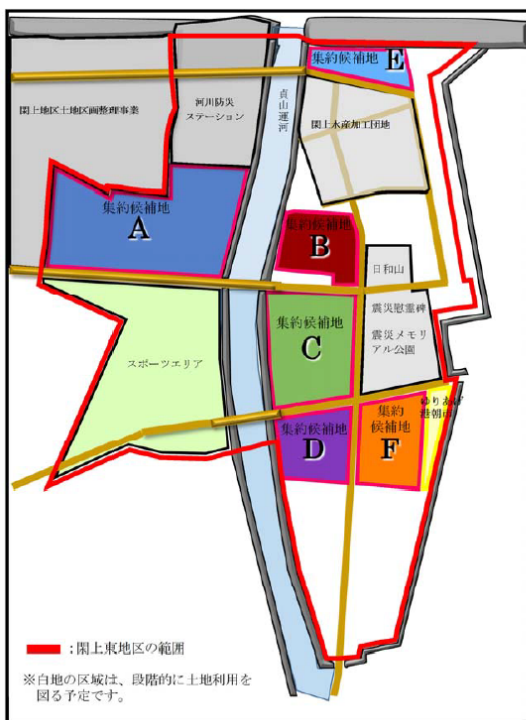 集約候補地 E
閖上地区土地区画整理事業
河川防災
ステーション
貞山運河
閖上水産加工団地
集約候補地
A
集約候補地
B
日和山
震災慰霊碑
震災メモリ
アル公園
集約候補地
C
スポーツエリア
集約候補地
D
集約
候補地
F
ゆりあげ
港朝市
：閖上東地区の範囲
※白地の区域は、段階的に土地利用を
図る予定です。